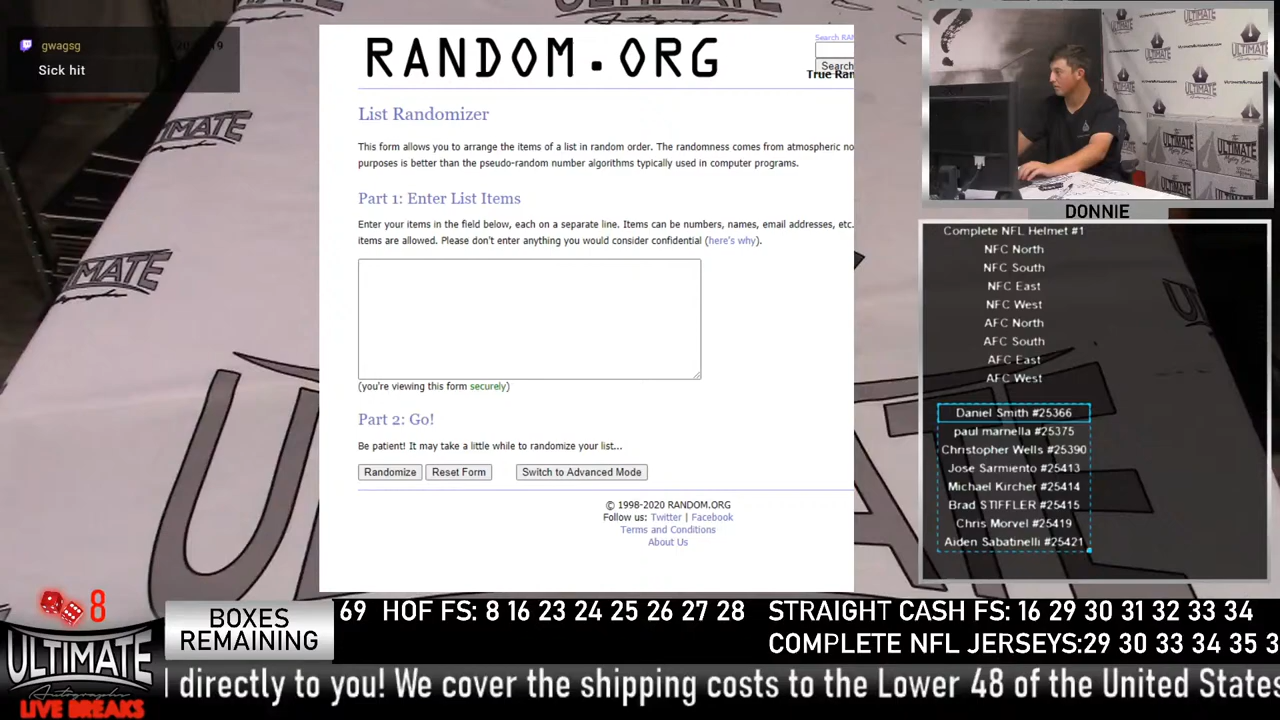 gwagsg
Sick hit
RANDOM.ORG
Search RAN
Search
True Ran
List Randomizer
This form allows you to arrange the items of a list in random order. The randomness comes from atmospheric no
purposes is better than the pseudo-random number algorithms typically used in computer programs.
Part 1: Enter List Items
Enter your items in the field below, each on a separate line. Items can be numbers, names, email addresses, etc.
items are allowed. Please don't enter anything you would consider confidential (here's why).
(you're viewing this form securely)
Part 2: Go!
Be patient! It may take a little while to randomize your list...
Randomize Reset Form Switch to Advanced Mode
© 1998-2020 RANDOM.ORG
Follow us: Twitter | Facebook
Terms and Conditions
About Us
DONNIE
Complete NFL Helmet #1
NFC North
NFC South
NFC East
NFC West
AFC North
AFC South
AFC East
AFC West
Daniel Smith #25366
paul marnella #25375
Christopher Wells #25390
Jose Sarmiento #25413
Michael Kircher #25414
Brad STIFFLER #25415
Chris Morvel #25419
Aiden Sabatinelli #25421
8
ULTIMATE
Autographs
LIVE BREAKS
BOXES
REMAINING
69 HOF FS: 8 16 23 24 25 26 27 28 STRAIGHT CASH FS: 16 29 30 31 32 33 34
COMPLETE NFL JERSEYS:29 30 33 34 35 3
directly to you! We cover the shipping costs to the Lower 48 of the United States